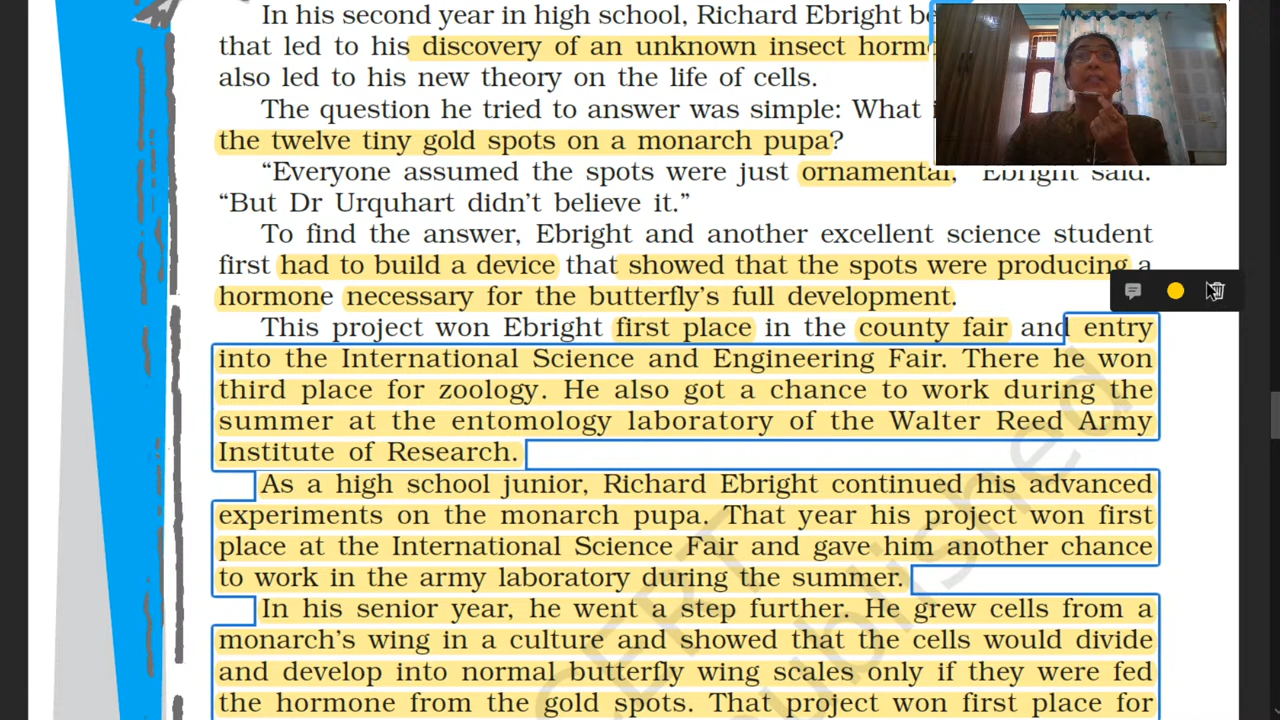 In his second year in high school, Richard Ebright
that led to his discovery of an unknown insect
also led to his new theory on the life of cells.
The question he tried to answer was simple: What
the twelve tiny gold spots on a monarch pupa?
“Everyone assumed the spots were just ornamental,” Ebright said.
“But Dr Urquhart didn’t believe it.”
To find the answer, Ebright and another excellent science student
first had to build a device that showed that the spots were producing a
hormone necessary for the butterfly’s full development.
This project won Ebright first place in the county fair and entry
into the International Science and Engineering Fair. There he won
third place for zoology. He also got a chance to work during the
summer at the entomology laboratory of the Walter Reed Army
Institute of Research.
As a high school junior, Richard Ebright continued his advanced
experiments on the monarch pupa. That year his project won first
place at the International Science Fair and gave him another chance
to work in the army laboratory during the summer.
In his senior year, he went a step further. He grew cells from a
monarch’s wing in a culture and showed that the cells would divide
and develop into normal butterfly wing scales only if they were fed
the hormone from the gold spots. That project won first place for